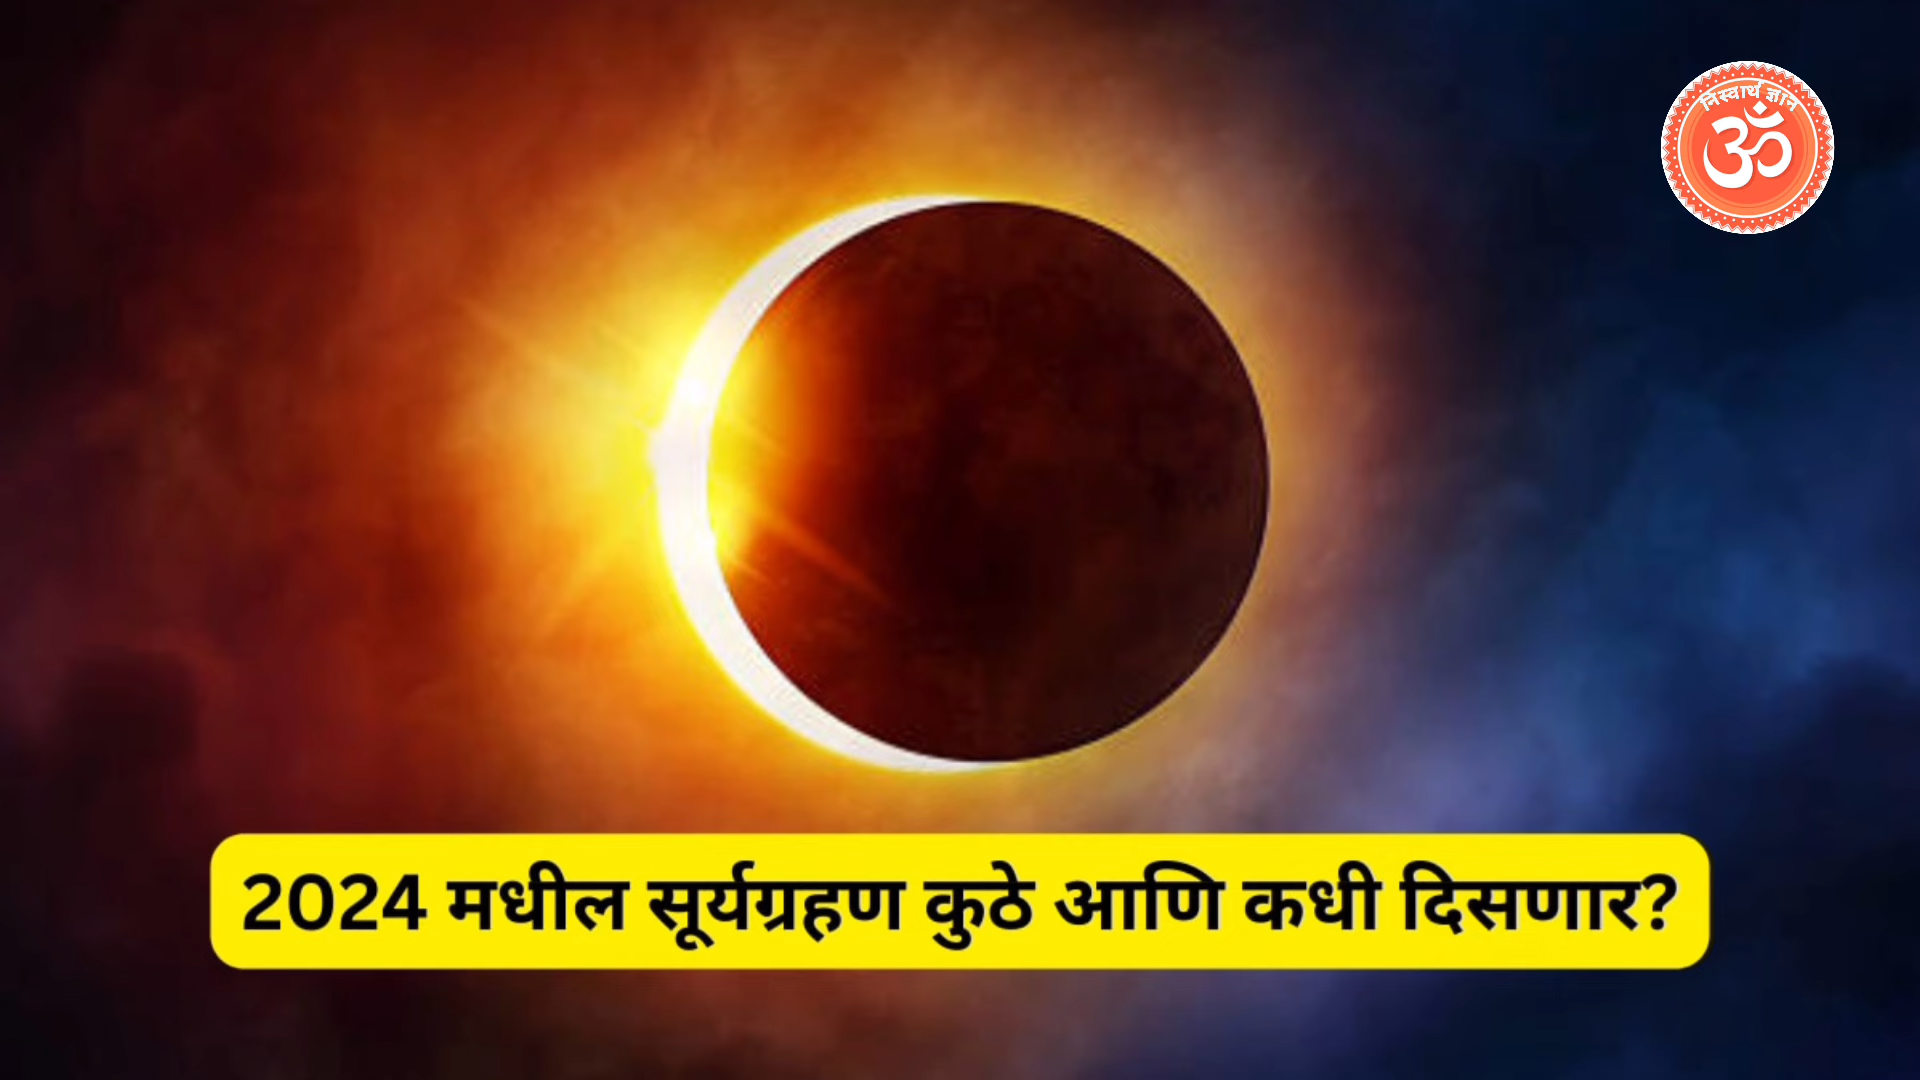 निस्वार्थ ज्ञान
ॐ
2024 मधील सूर्यग्रहण कुठे आणि कधी दिसणार?